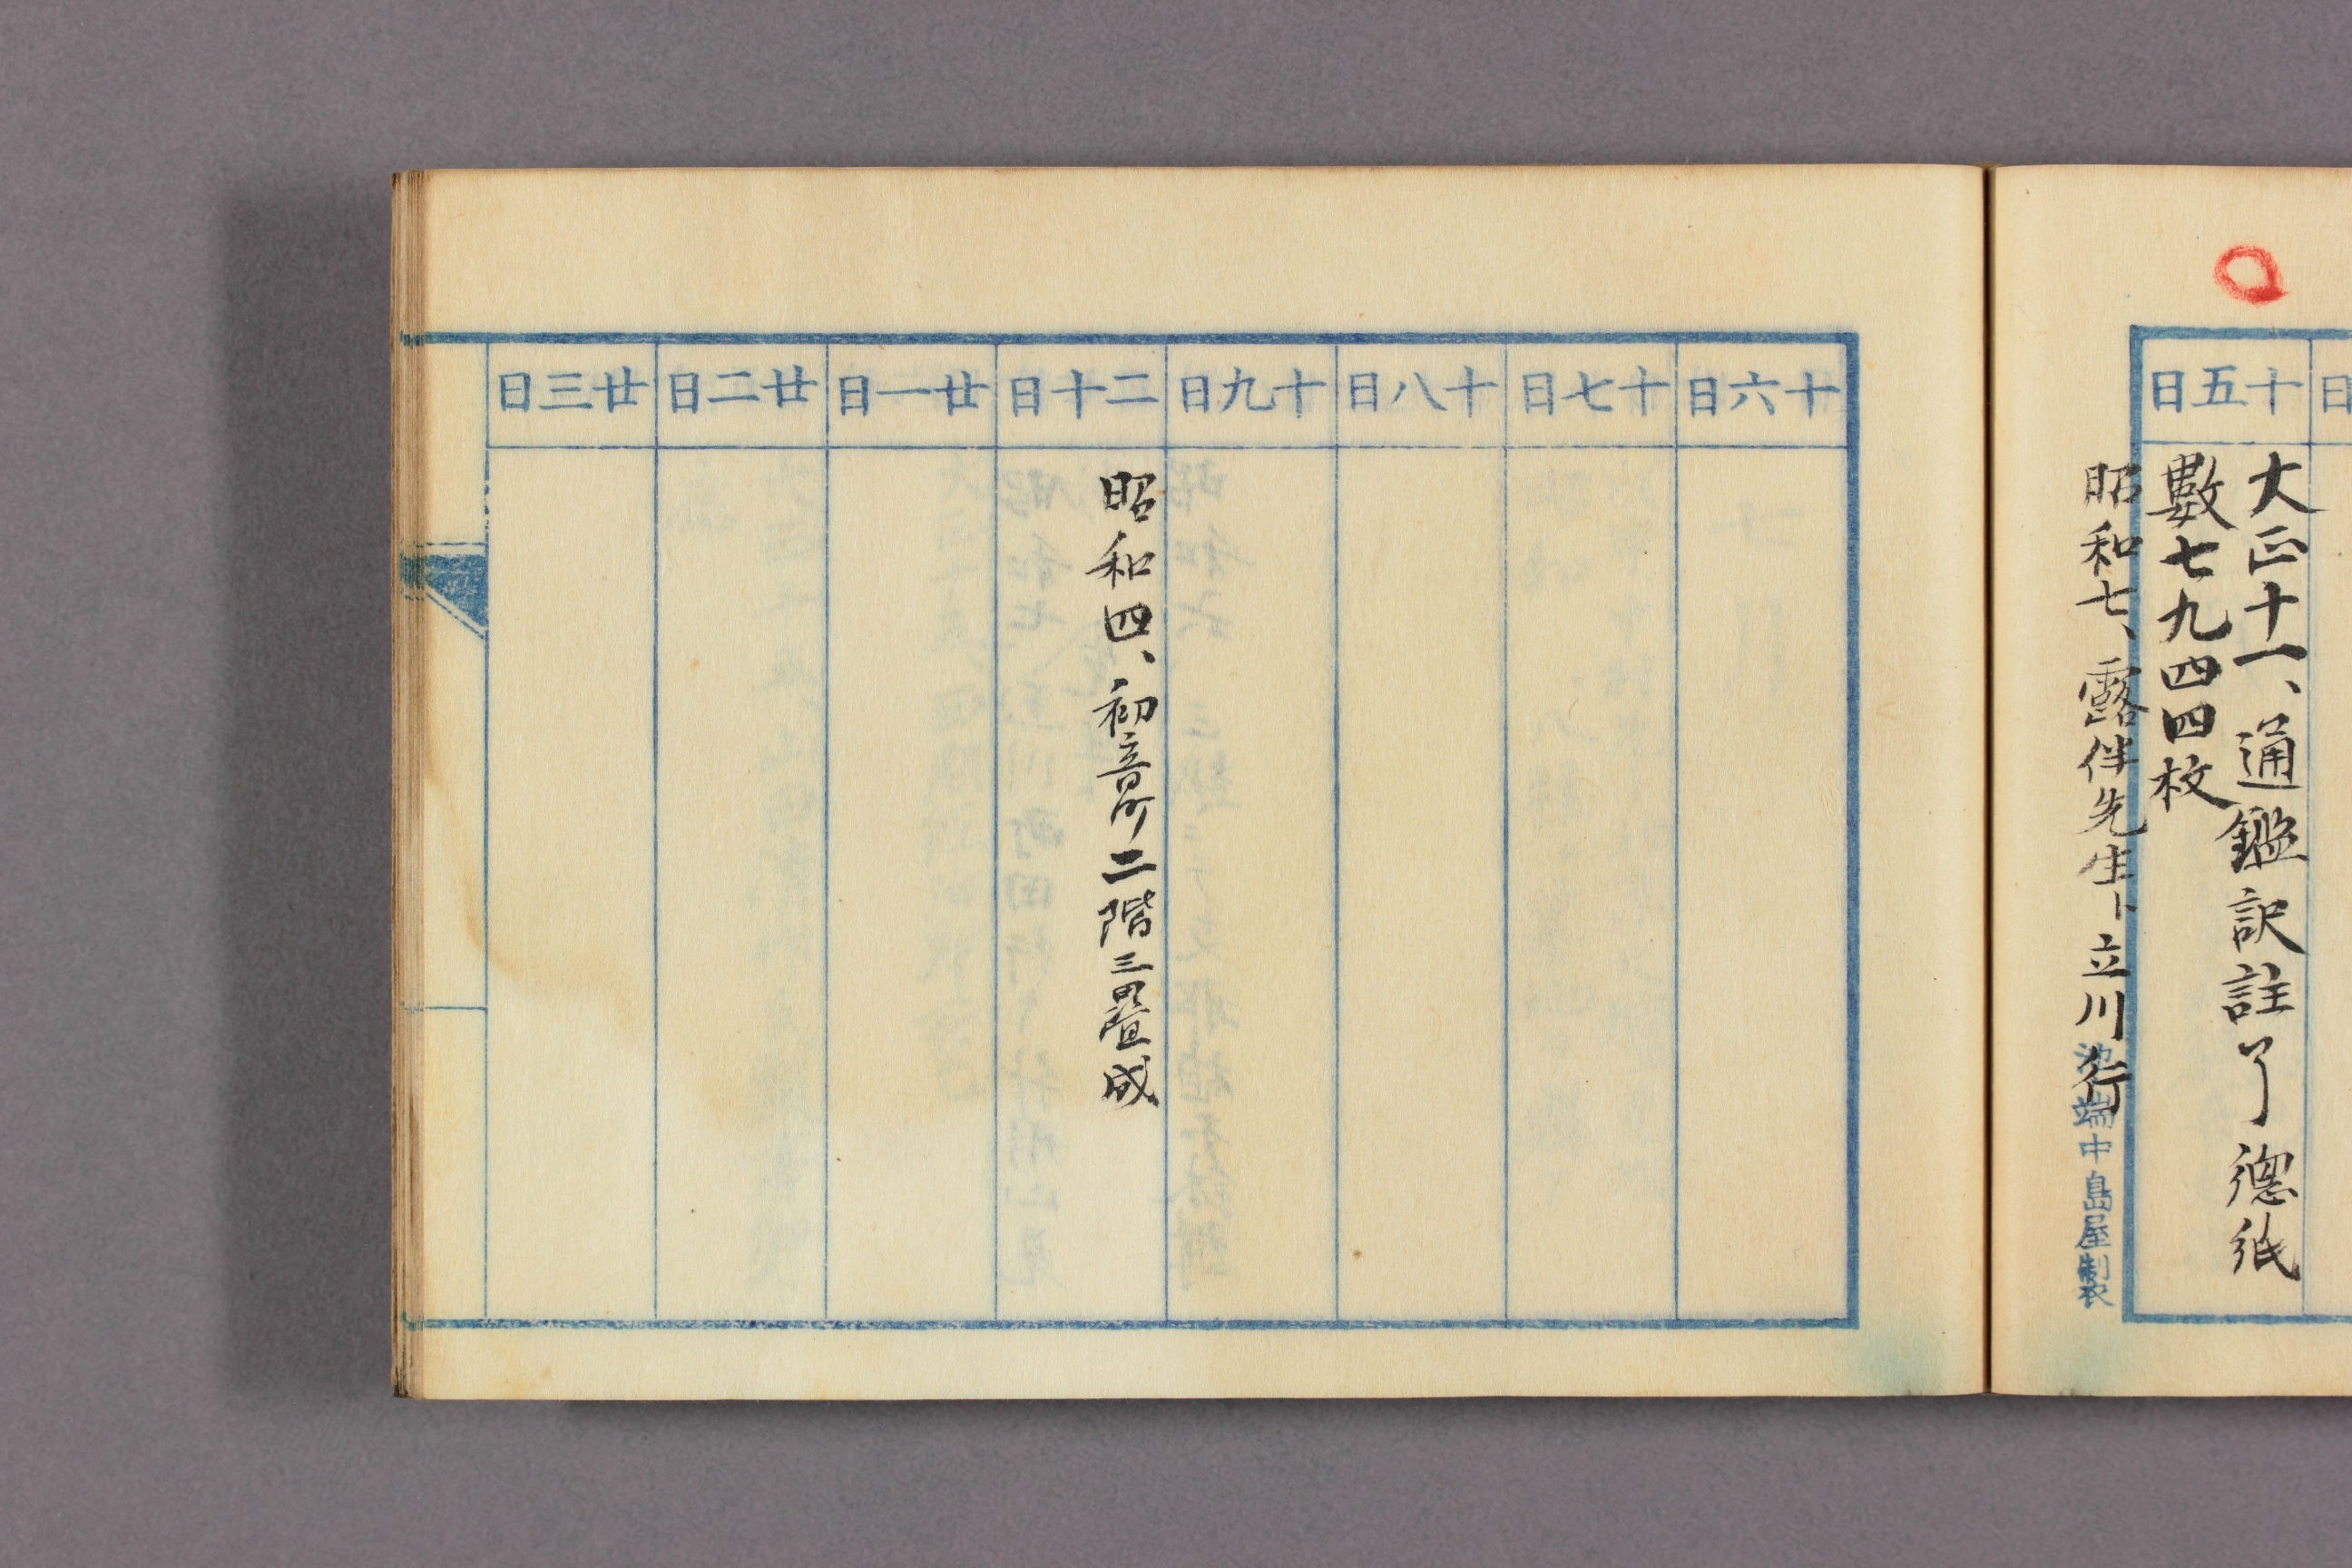 十五日
大正十一、通鑑訳註了總紙
數七九四四枚
昭和七、露伴先生ト立川行
池端中島屋製
十六日
十七日
十八日
十九日
二十日
昭和四、初音町二階三疊成
廿一日
廿二日
廿三日